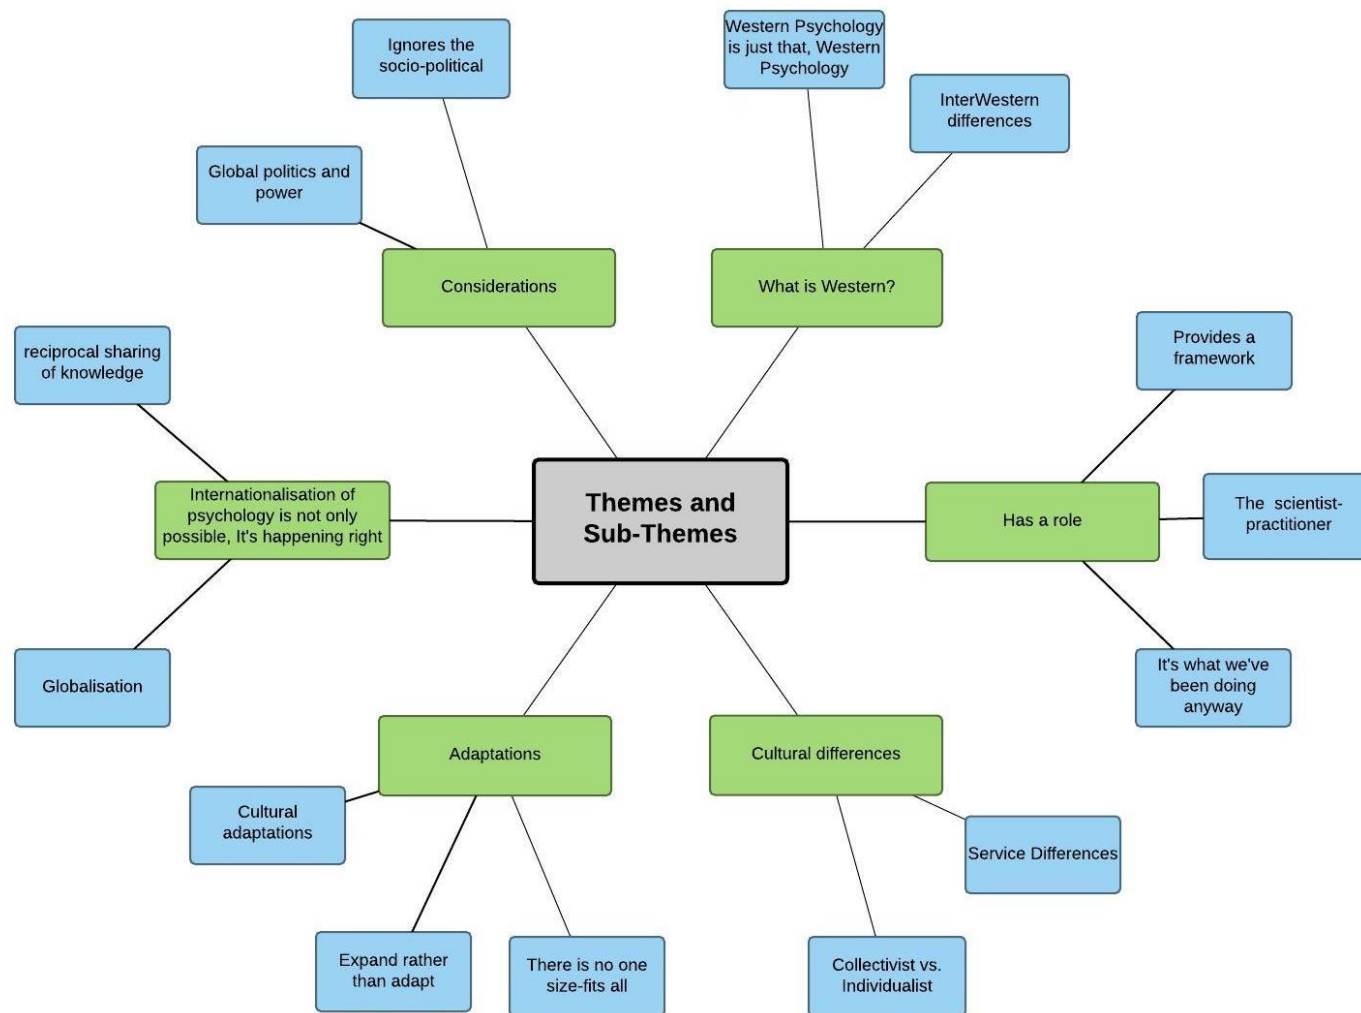 Western Psychology
is just that, Western
Psychology
Ignores the
socio-political
InterWestern
differences
Global politics and
power
Considerations
What is Western?
reciprocal sharing
of knowledge
Provides a
framework
Internationalisation of
psychology is not only
possible, It's happening right
Themes and
Sub-Themes
Has a role
The scientist-
practitioner
Globalisation
It's what we've
been doing
anyway
Adaptations
Cultural differences
Cultural
adaptations
Service Differences
Expand rather
than adapt
There is no one
size-fits all
Collectivist vs.
Individualist